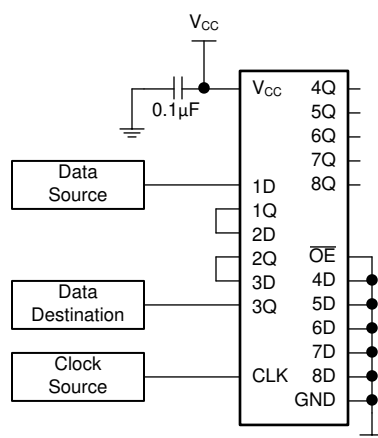 VCC
0.1µF
VCC
4Q
5Q
6Q
7Q
8Q
Data
Source
1D
1Q
2D
2Q
3D
3Q
Data
Destination
Clock
Source
CLK
OE
4D
5D
6D
7D
8D
GND